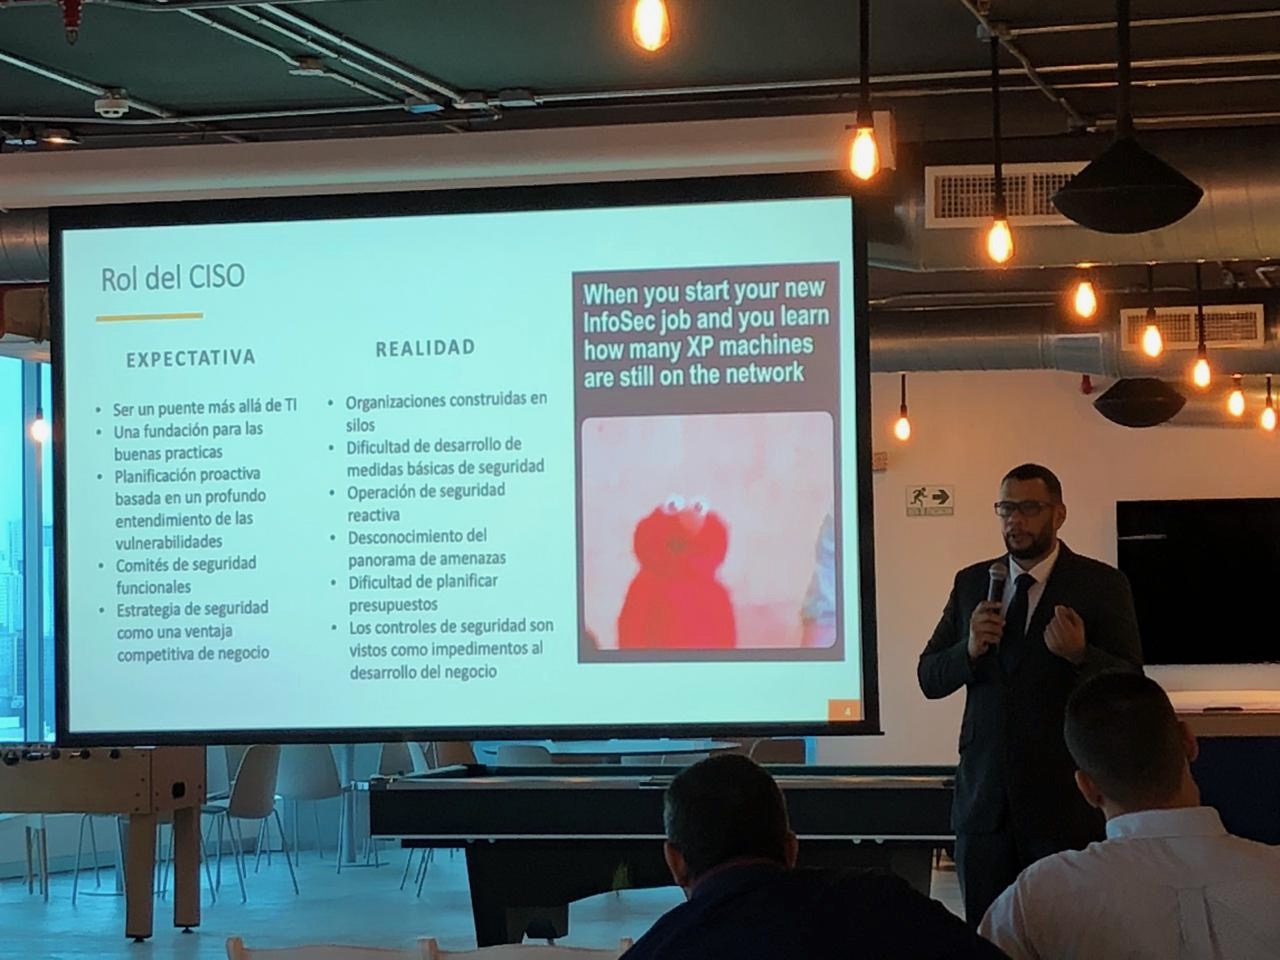 Rol del CISO
EXPECTATIVA
• Ser un puente más allá de TI
• Una fundación para las
buenas practicas
• Planificación proactiva
basada en un profundo
entendimiento de las
vulnerabilidades
• Comités de seguridad
funcionales
• Estrategia de seguridad
como una ventaja
competitiva de negocio
REALIDAD
• Organizaciones construidas en
silos
• Dificultad de desarrollo de
medidas básicas de seguridad
• Operación de seguridad
reactiva
• Desconocimiento del
panorama de amenazas
• Dificultad de planificar
presupuestos
• Los controles de seguridad son
vistos como impedimentos al
desarrollo del negocio
When you start your new
InfoSec job and you learn
how many XP machines
are still on the network
4